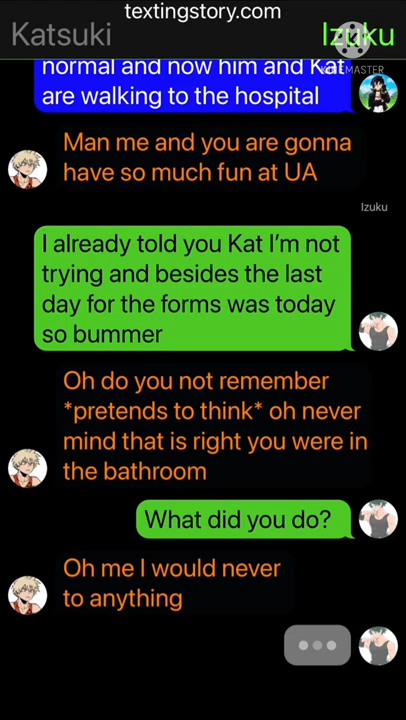 textingstory.com
Katsuki
Izuku
normal and now him and Kat
are walking to the hospital
Man me and you are gonna
have so much fun at UA
Izuku
I already told you Kat I'm not
trying and besides the last
day for the forms was today
so bummer
Oh do you not remember
*pretends to think* oh never
mind that is right you were in
the bathroom
What did you do?
Oh me I would never
to anything